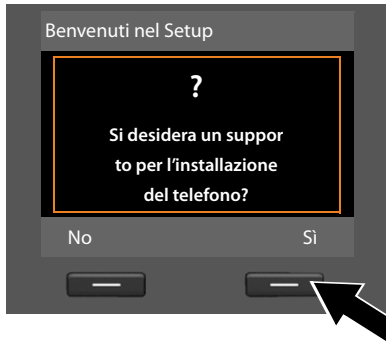 Benvenuti nel Setup
?
Si desidera un suppor
to per l'installazione
del telefono?
No Sì